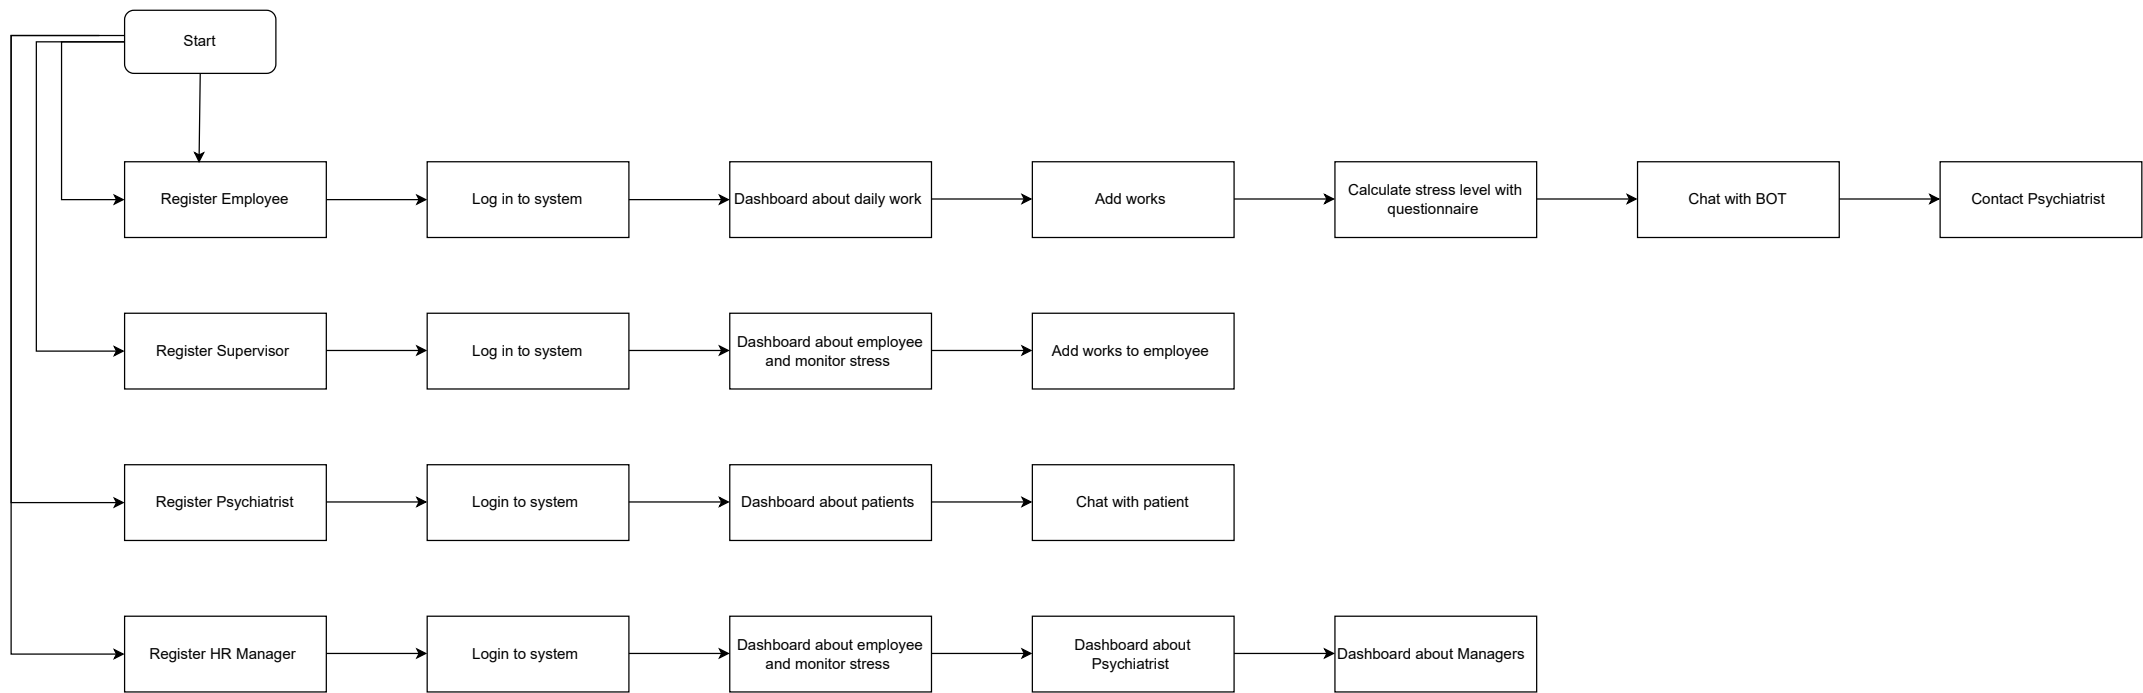 Start
Register Employee
Log in to system
Dashboard about daily work
Add works
Calculate stress level with
questionnaire
Chat with BOT
Contact Psychiatrist
Register Supervisor
Log in to system
Dashboard about employee
and monitor stress
Add works to employee
Register Psychiatrist
Login to system
Dashboard about patients
Chat with patient
Register HR Manager
Login to system
Dashboard about employee
and monitor stress
Dashboard about
Psychiatrist
Dashboard about Managers